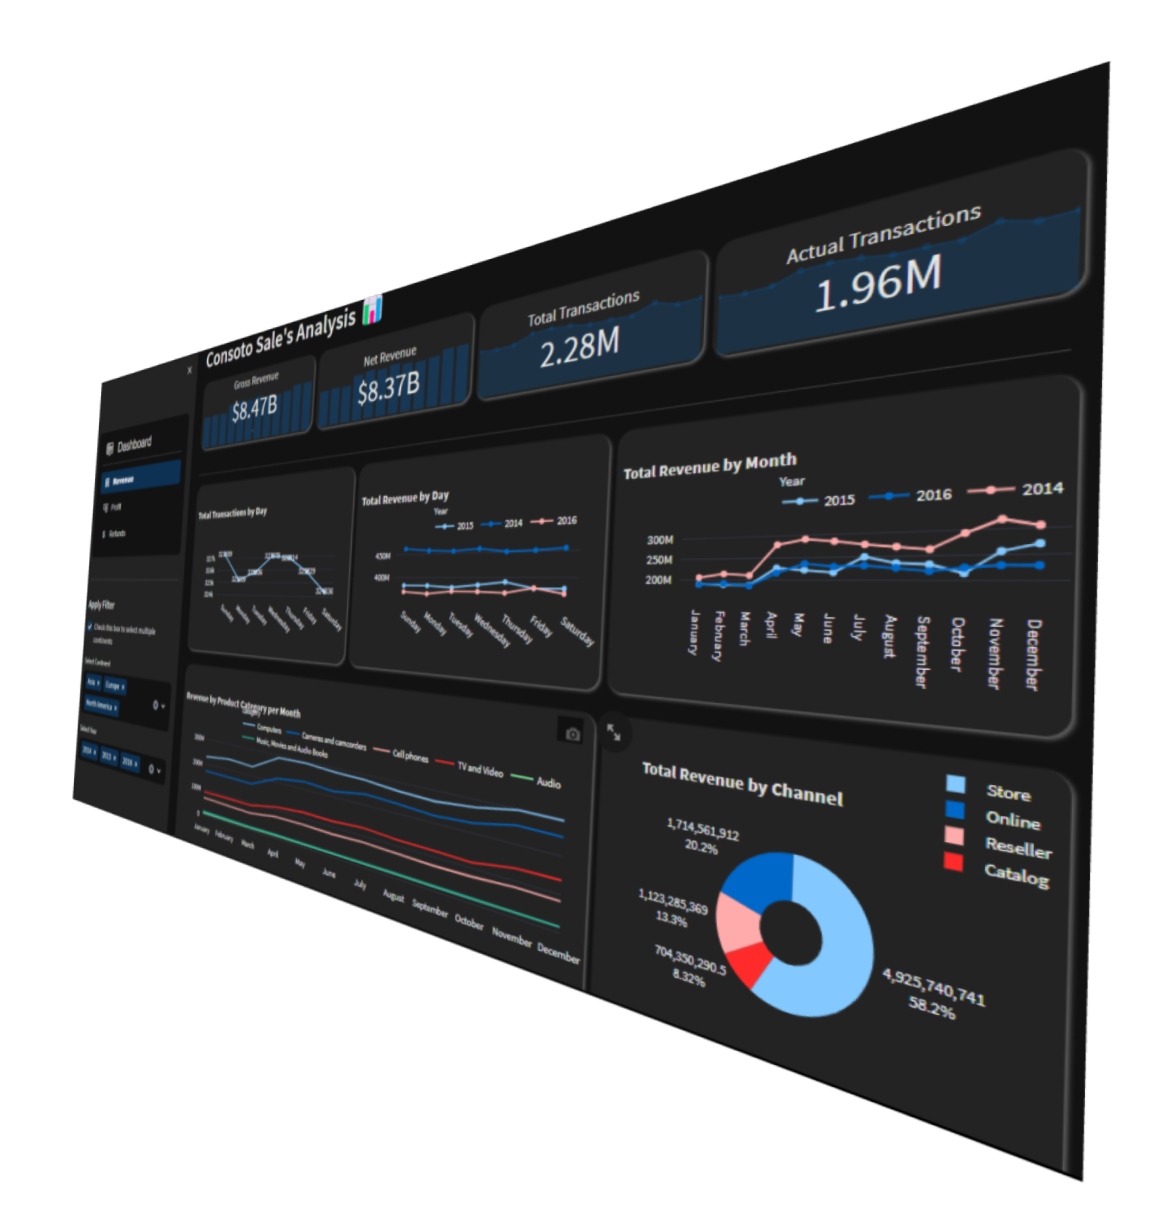 Consoto Sale's Analysis
×
Dashboard
Revenue
Profit
Refunds
Apply Filter
Check this box to select multiple
continents
Select Continent
Asia ×
Europe ×
North America ×
Select Year
2014 ×
2015 ×
2016 ×
Gross Revenue
$8.47B
Net Revenue
$8.37B
Total Transactions
2.28M
Actual Transactions
1.96M
Total Transactions by Day
Sunday
Monday
Tuesday
Wednesday
Thursday
Friday
Saturday
Total Revenue by Day
Year
2015
2014
2016
450M
400M
Sunday
Monday
Tuesday
Wednesday
Thursday
Friday
Saturday
Total Revenue by Month
Year
2015
2016
2014
300M
250M
200M
January
February
March
April
May
June
July
August
September
October
November
December
Revenue by Product Category per Month
Category
Computers
Cameras and camcorders
Cell phones
TV and Video
Audio
Music, Movies and Audio Books
300M
200M
100M
0
January
February
March
April
May
June
July
August
September
October
November
December
Total Revenue by Channel
Store
Online
Reseller
Catalog
1,714,561,912
20.2%
1,123,285,369
13.3%
704,350,290.5
8.32%
4,925,740,741
58.2%